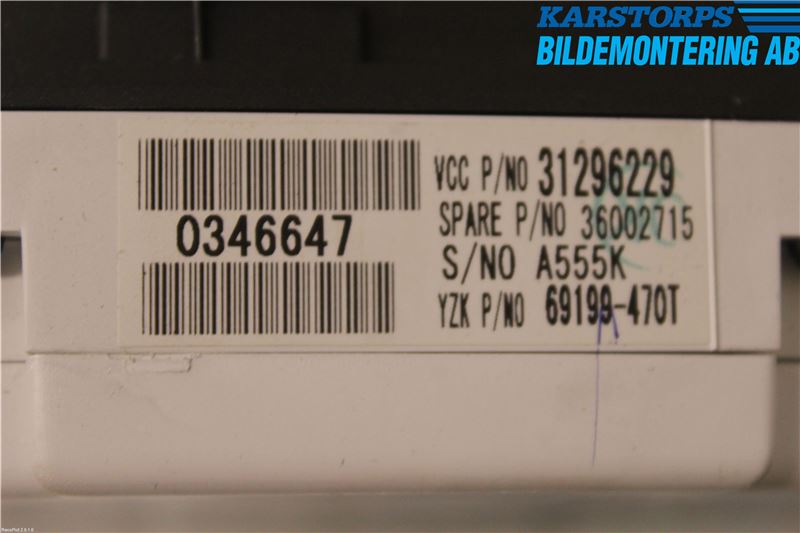 KARSTORPS
BILDEMONTERING AB
0346647
VCC P/NO 31296229
SPARE P/NO 36002715
S/NO A555K
YZK P/NO 69199-470T